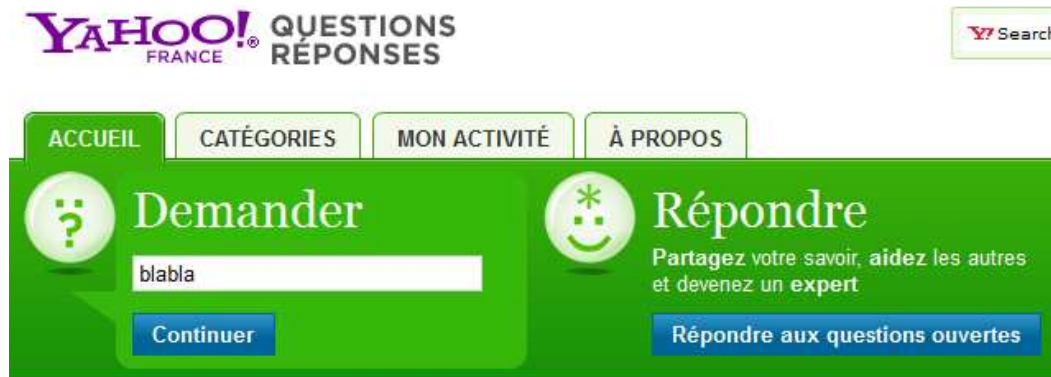 YAHOO!® QUESTIONS
FRANCE RÉPONSES
Y! Search
ACCUEIL CATÉGORIES MON ACTIVITÉ À PROPOS
Demander
blabla
Continuer
Répondre
Partagez votre savoir, aidez les autres
et devenez un expert
Répondre aux questions ouvertes